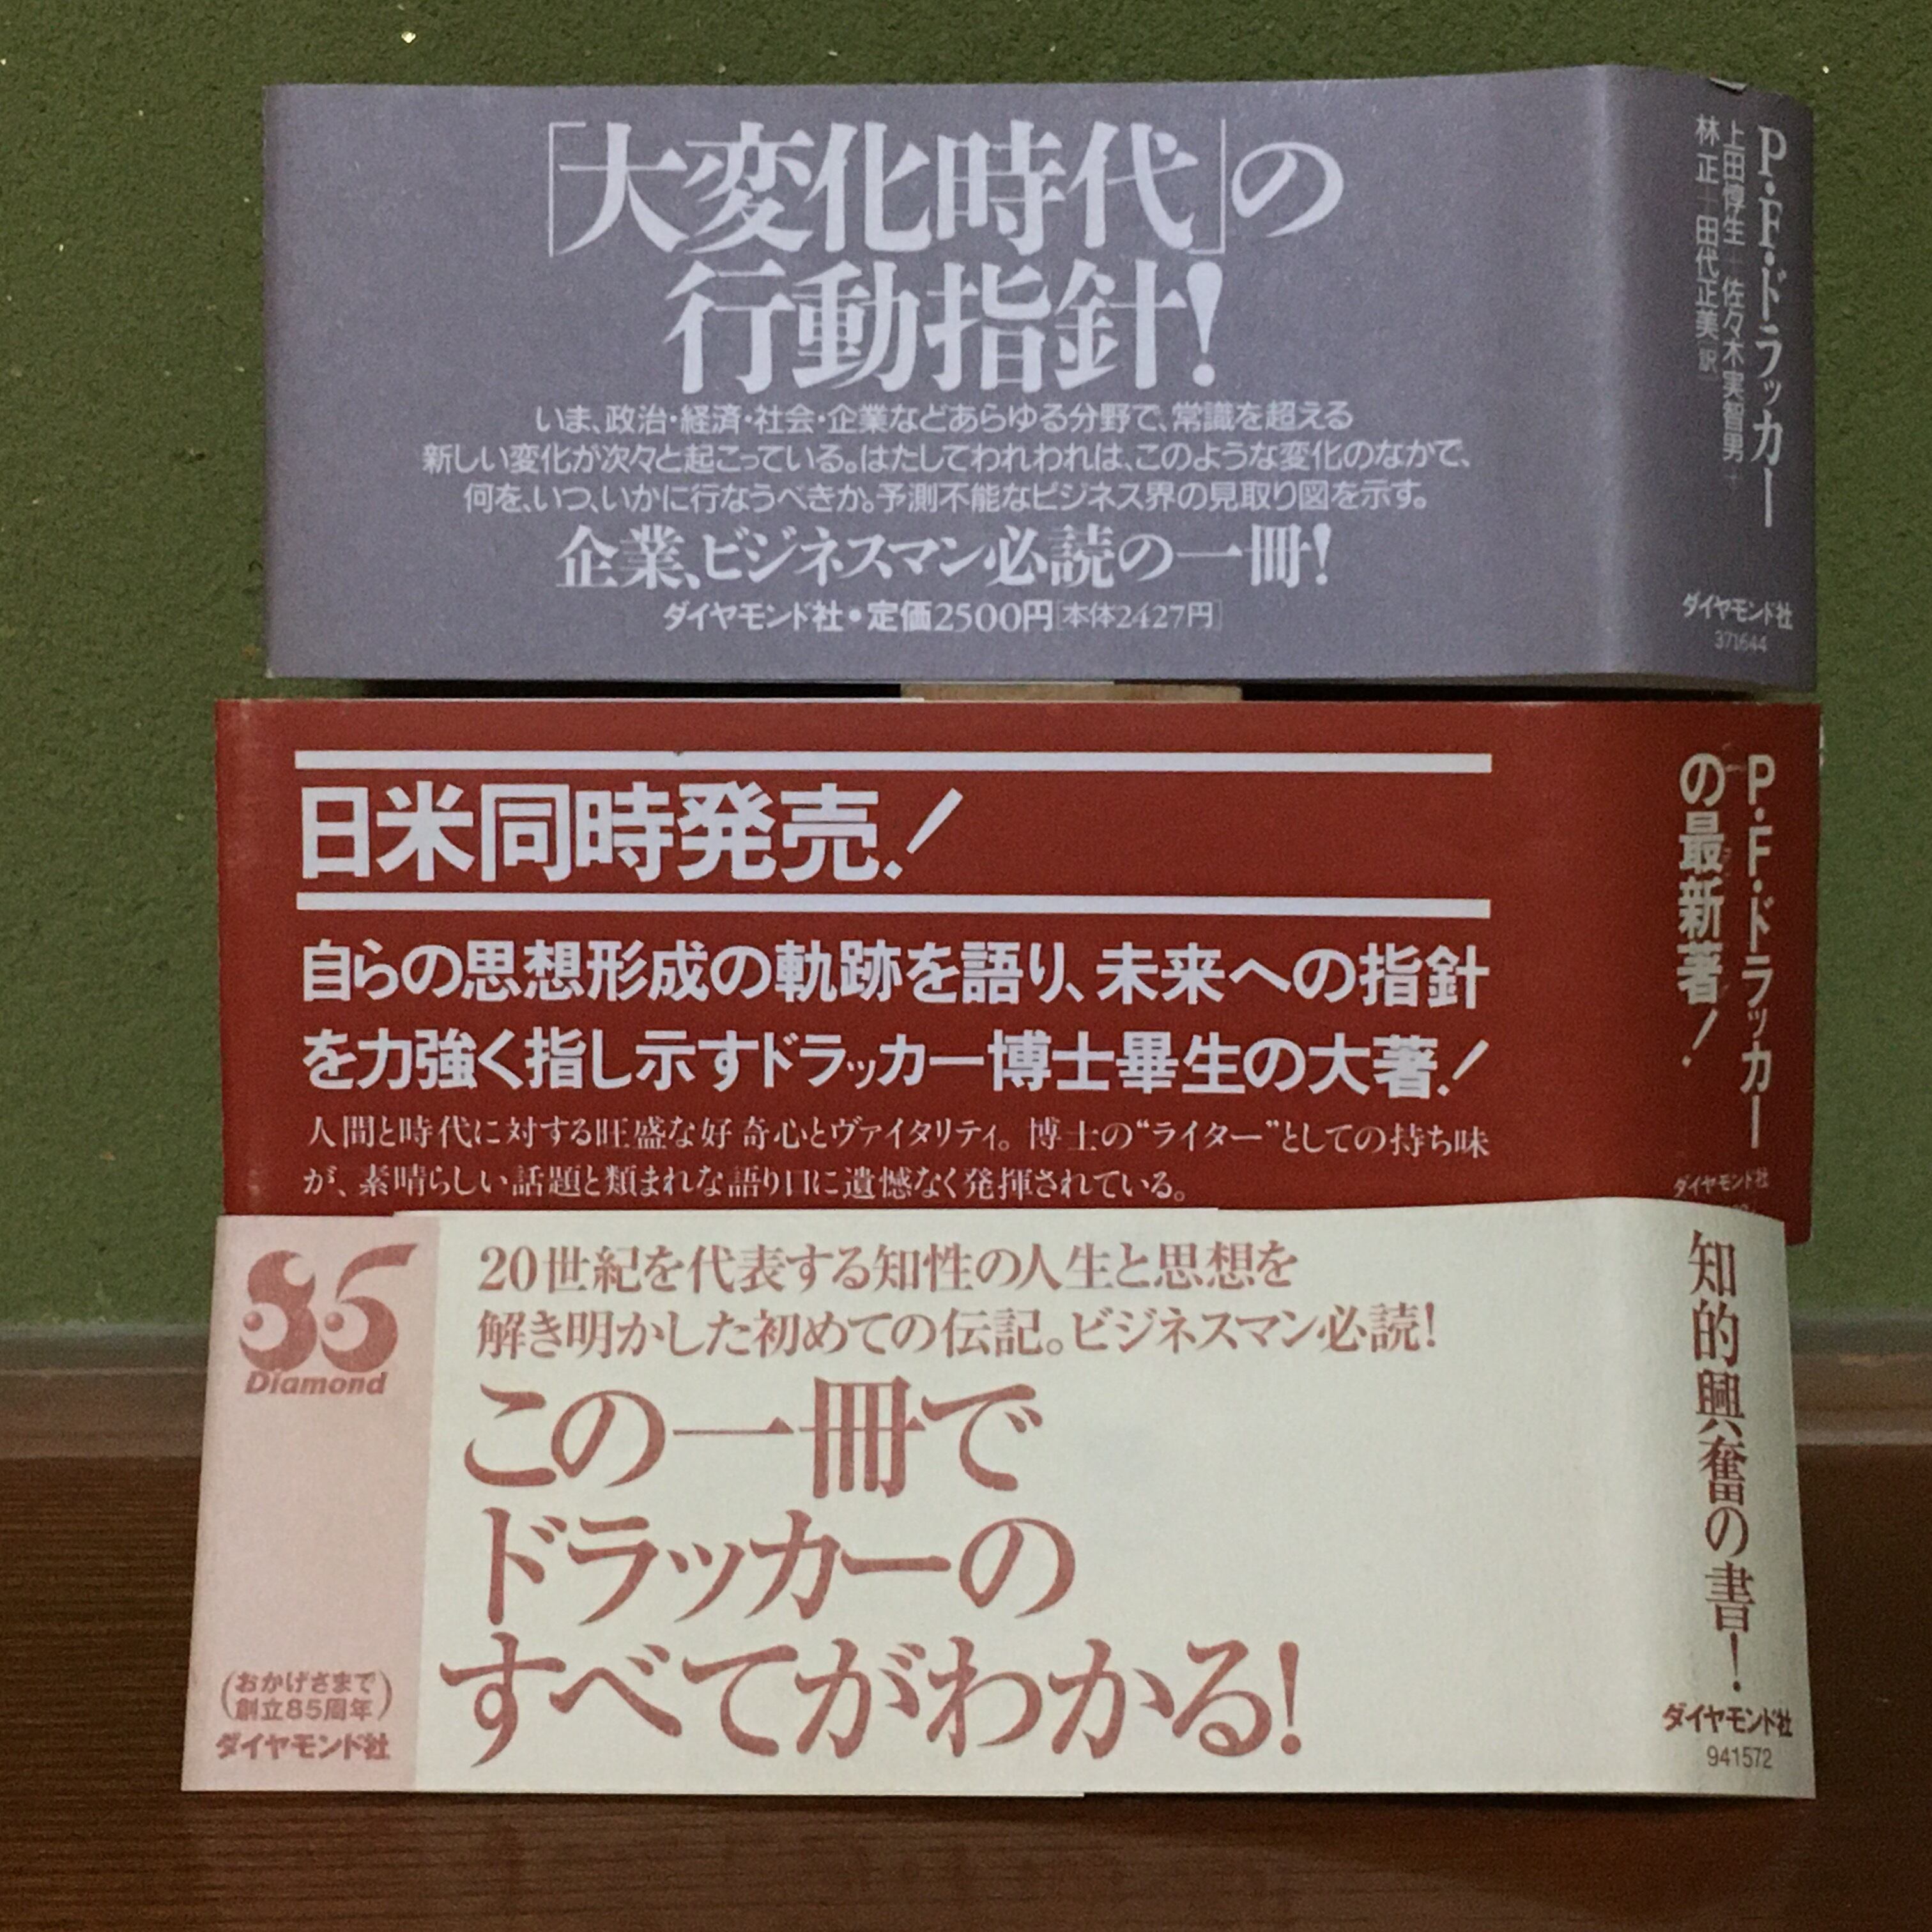 「大変化時代」の
行動指針!
いま、政治・経済・社会・企業などあらゆる分野で、常識を超える
新しい変化が次々と起こっている。はたしてわれわれは、このような変化のなかで、
何を、いつ、いかに行なうべきか。予測不能なビジネス界の見取り図を示す。
企業、ビジネスマン必読の一冊!
ダイヤモンド社・定価2500円[本体2427円]
P・F・ドラッカー
上田惇生+佐々木実智男+
林 正+田代正美[訳]
ダイヤモンド社
371644
日米同時発売!
自らの思想形成の軌跡を語り、未来への指針
を力強く指し示すドラッカー博士畢生の大著!
人間と時代に対する旺盛な好奇心とヴァイタリティ。博士の“ライター”としての持ち味
が、素晴らしい話題と類まれな語り口に遺憾なく発揮されている。
P・F・ドラッカー
の最新著!
ダイヤモンド社
85
Diamond
(おかげさまで
創立85周年)
ダイヤモンド社
20世紀を代表する知性の人生と思想を
解き明かした初めての伝記。ビジネスマン必読!
この一冊で
ドラッカーの
すべてがわかる!
知的興奮の書!
ダイヤモンド社
941572